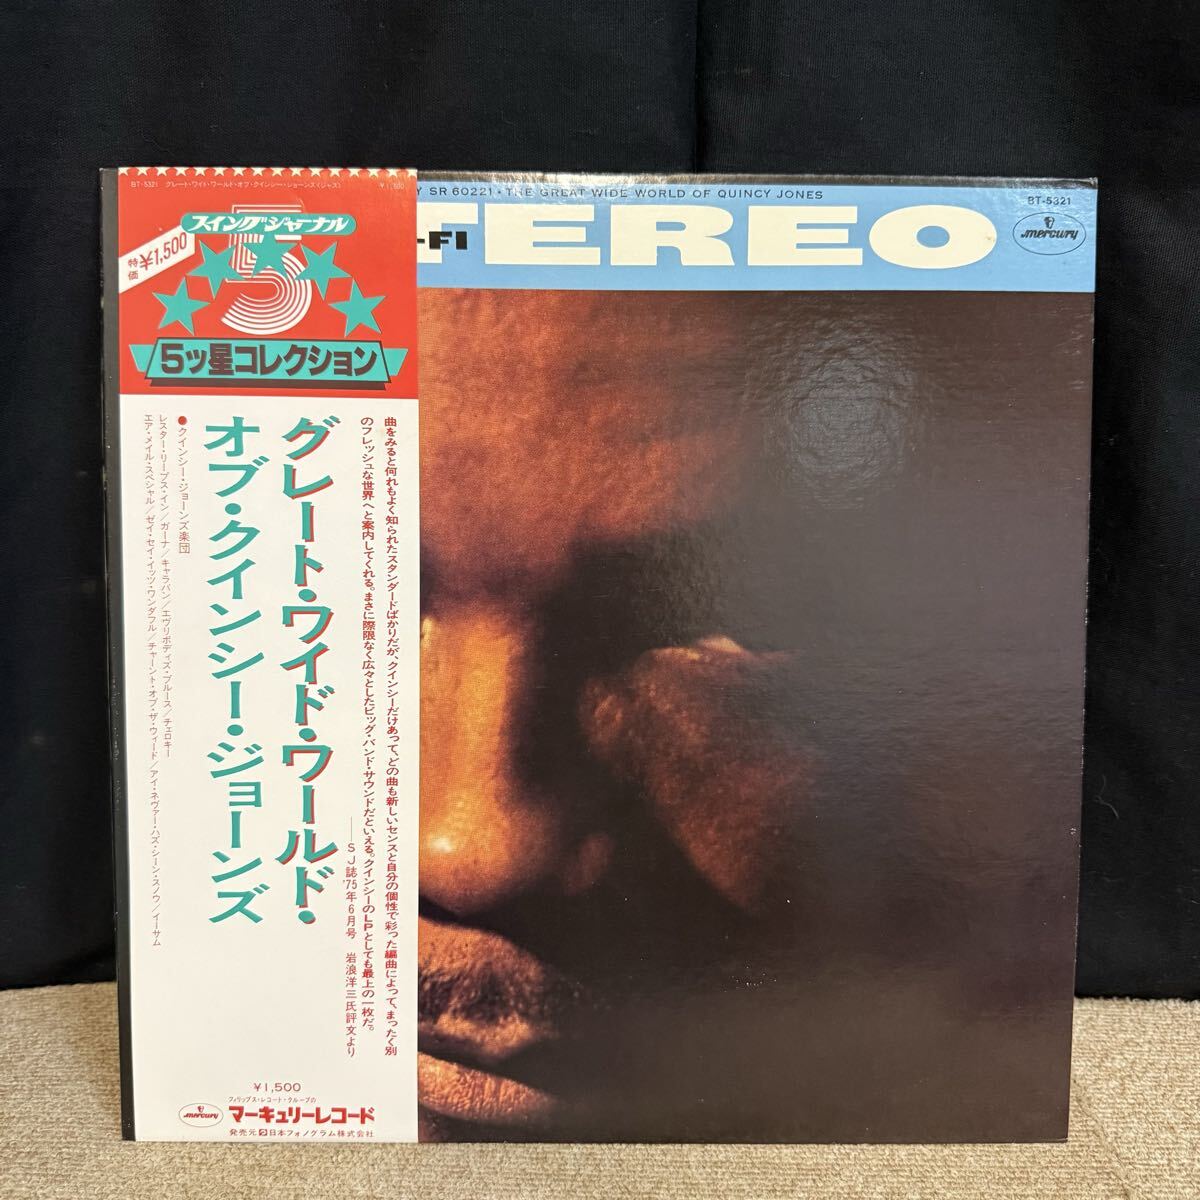 BT-5321 グレート・ワイド・ワールド・オブ・クインシー・ジョーンズ(ジャズ) ¥1,500
Y SR 60221 • THE GREAT WIDE WORLD OF QUINCY JONES
BT-5321
-FI
TEREO
mercury
スイングジャーナル
特価 ¥1,500
5
5ツ星コレクション
曲をみると何れもよく知られたスタンダードばかりだが、クインシーだけあって、どの曲も新しいセンスと自分の個性で彩った編曲によって、まったく別
のフレッシュな世界へと案内してくれる。まさに際限なく広々としたビッグ・バンド・サウンドだといえる。クインシーのLPとしても最上の一枚だ。
——SJ誌'75年6月号 岩浪洋三氏評文より
グレート・ワイド・ワールド・
オブ・クインシー・ジョーンズ
●クインシー・ジョーンズ楽団
レスター・リープス・イン/ガーナ/キャラバン/エヴリボディズ・ブルース/チェロキー
エア・メイル・スペシャル/ゼイ・セイ・イッツ・ワンダフル/チャーント・オブ・ザ・ウィード/アイ・ネヴァー・ハズ・シーン・スノウ/イーサム
¥1,500
フィリップス・レコード・グループの
mercury マーキュリーレコード
発売元 日本フォノグラム株式会社